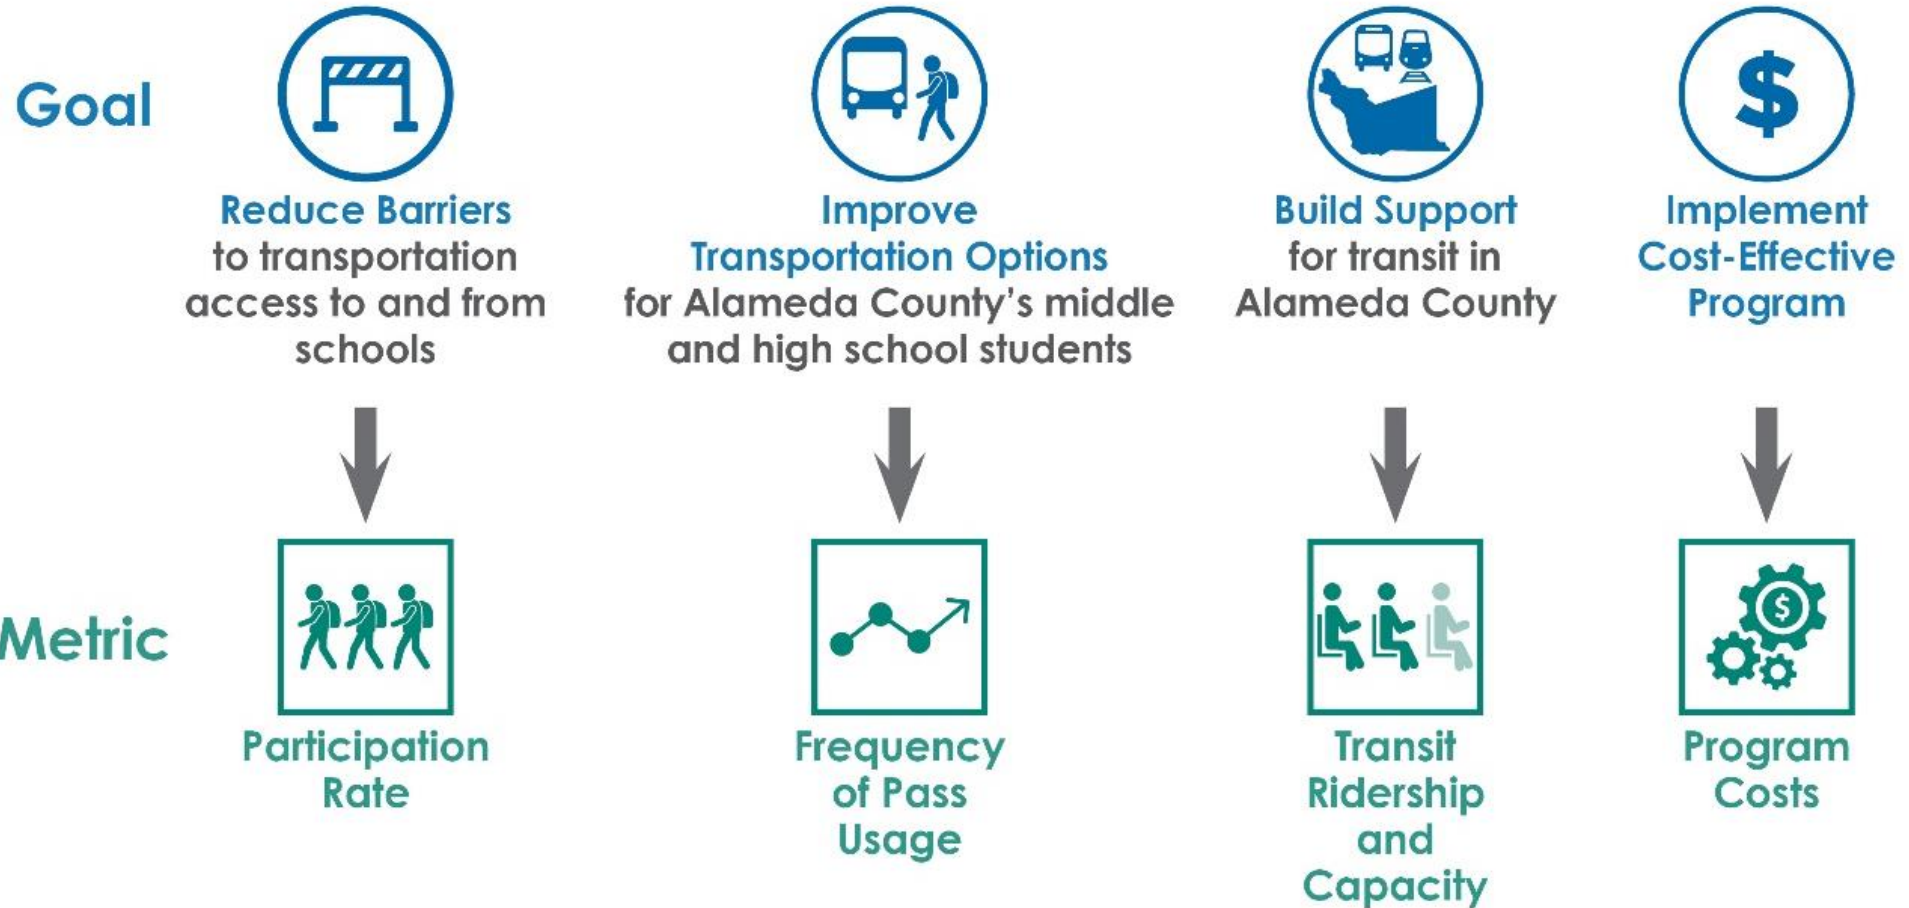 Goal
Reduce Barriers
to transportation
access to and from
schools
Improve
Transportation Options
for Alameda County’s middle
and high school students
Build Support
for transit in
Alameda County
$
Implement
Cost-Effective
Program
Metric
Participation
Rate
Frequency
of Pass
Usage
Transit
Ridership
and
Capacity
$
Program
Costs